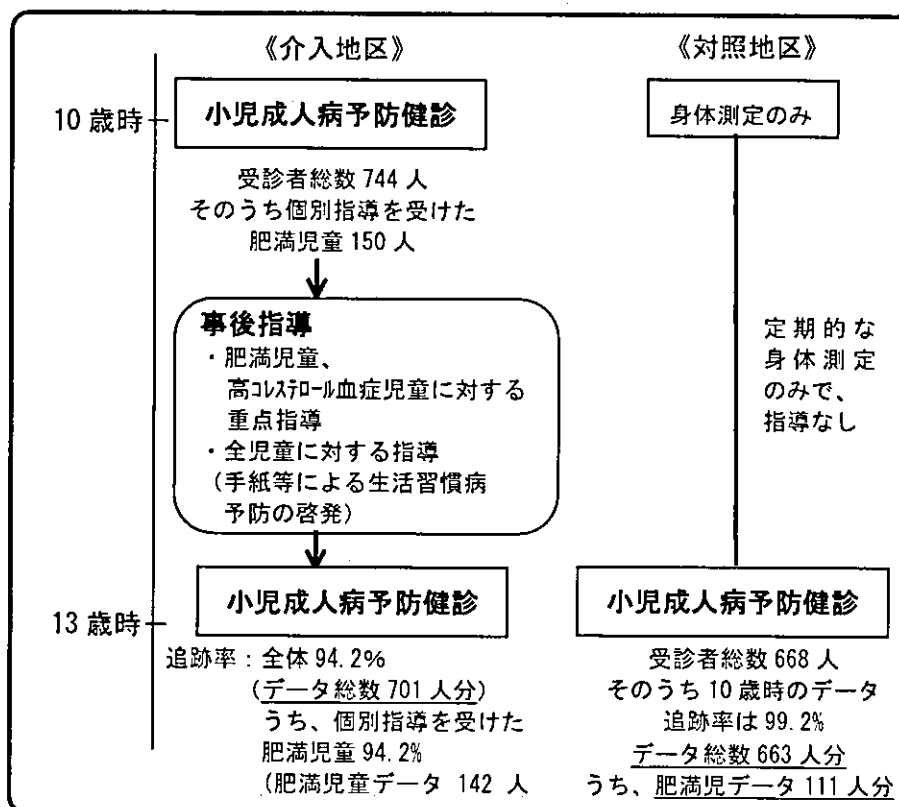 《介入地区》
10歳時
小児成人病予防健診
受診者総数 744 人
そのうち個別指導を受けた
肥満児童 150 人
事後指導
・肥満児童、
高コレステロール血症児童に対する
重点指導
・全児童に対する指導
(手紙等による生活習慣病
予防の啓発)
13歳時
小児成人病予防健診
追跡率：全体 94.2%
(データ総数 701 人分)
うち、個別指導を受けた
肥満児童 94.2%
(肥満児童データ 142 人
《対照地区》
身体測定のみ
定期的な
身体測定
のみで、
指導なし
小児成人病予防健診
受診者総数 668 人
そのうち 10 歳時のデータ
追跡率は 99.2%
データ総数 663 人分
うち、肥満児データ 111 人分